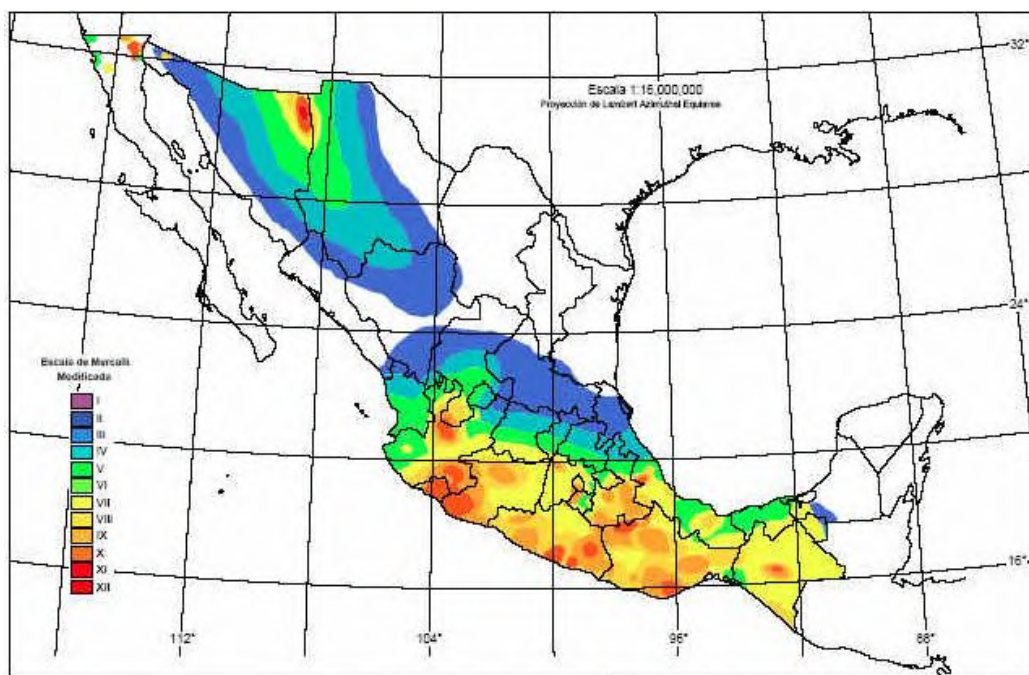 32°
Escala 1:16,000,000
Proyección de Lambert Azimuthal Equiarea
24°
Escala de Mercalli
Modificada
I
II
III
IV
V
VI
VII
VIII
IX
X
XI
XII
16°
112°
104°
96°
88°